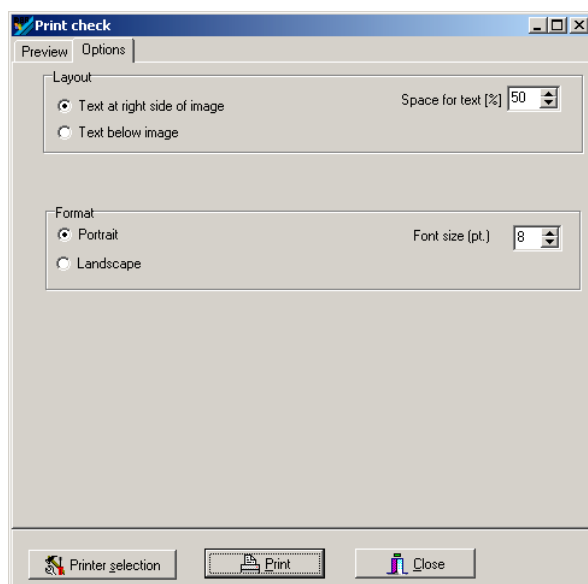 Print check
Preview Options
Layout
Text at right side of image Space for text [%] 50
Text below image
Format
Portrait Font size (pt.) 8
Landscape
Printer selection Print Close